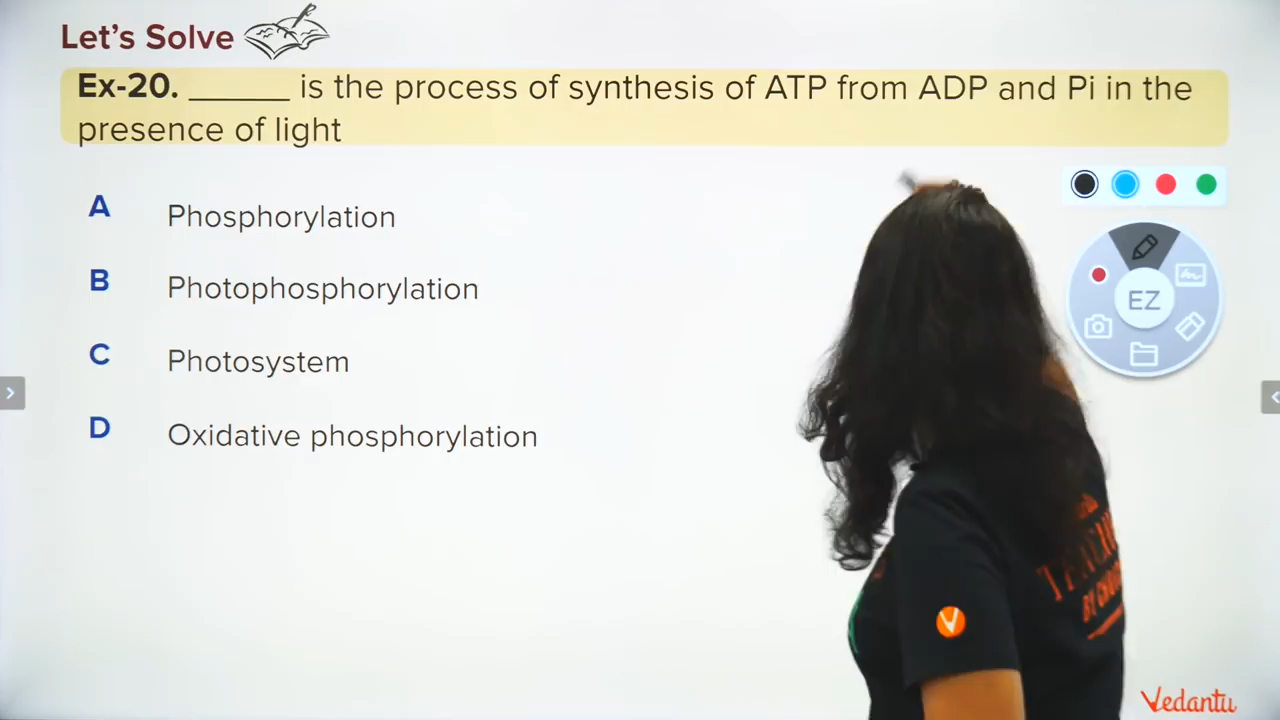 Let's Solve
Ex-20. ______ is the process of synthesis of ATP from ADP and Pi in the
presence of light
A Phosphorylation
B Photophosphorylation
C Photosystem
D Oxidative phosphorylation
EZ
Vedantu